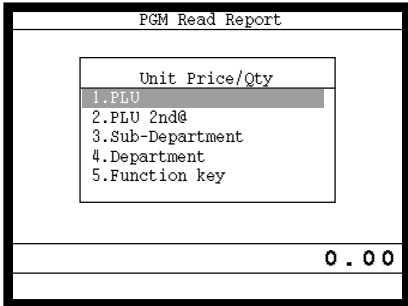 PGM Read Report
Unit Price/Qty
1.PLU
2.PLU 2nd@
3.Sub-Department
4.Department
5.Function key
0.00